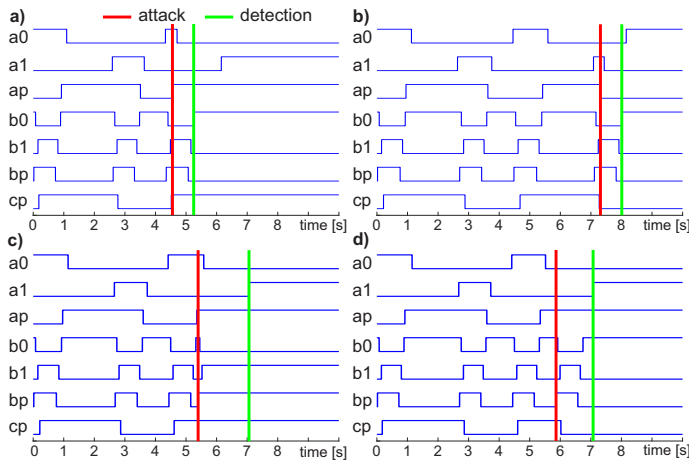 a) attack detection b)
a0 a0
a1 a1
ap ap
b0 b0
b1 b1
bp bp
cp cp
0 1 2 3 4 5 6 7 8 time [s] 0 1 2 3 4 5 6 7 8 time [s]
c) d)
a0 a0
a1 a1
ap ap
b0 b0
b1 b1
bp bp
cp cp
0 1 2 3 4 5 6 7 8 time [s] 0 1 2 3 4 5 6 7 8 time [s]